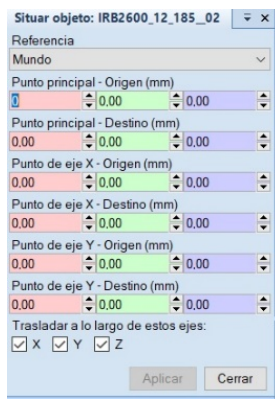 Situar objeto: IRB2600_12_185__02
Referencia
Mundo
Punto principal - Origen (mm)
0 0,00 0,00
Punto principal - Destino (mm)
0,00 0,00 0,00
Punto de eje X - Origen (mm)
0,00 0,00 0,00
Punto de eje X - Destino (mm)
0,00 0,00 0,00
Punto de eje Y - Origen (mm)
0,00 0,00 0,00
Punto de eje Y - Destino (mm)
0,00 0,00 0,00
Trasladar a lo largo de estos ejes:
X Y Z
Aplicar Cerrar